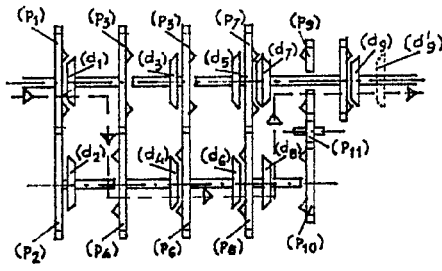 (P1) (P3) (P5) (P7) (P9)
(d1) (d3) (d5) (d7) (d9) (d'9)
(d2) (d4) (d6) (d8) (P11)
(P2) (P4) (P6) (P8) (P10)